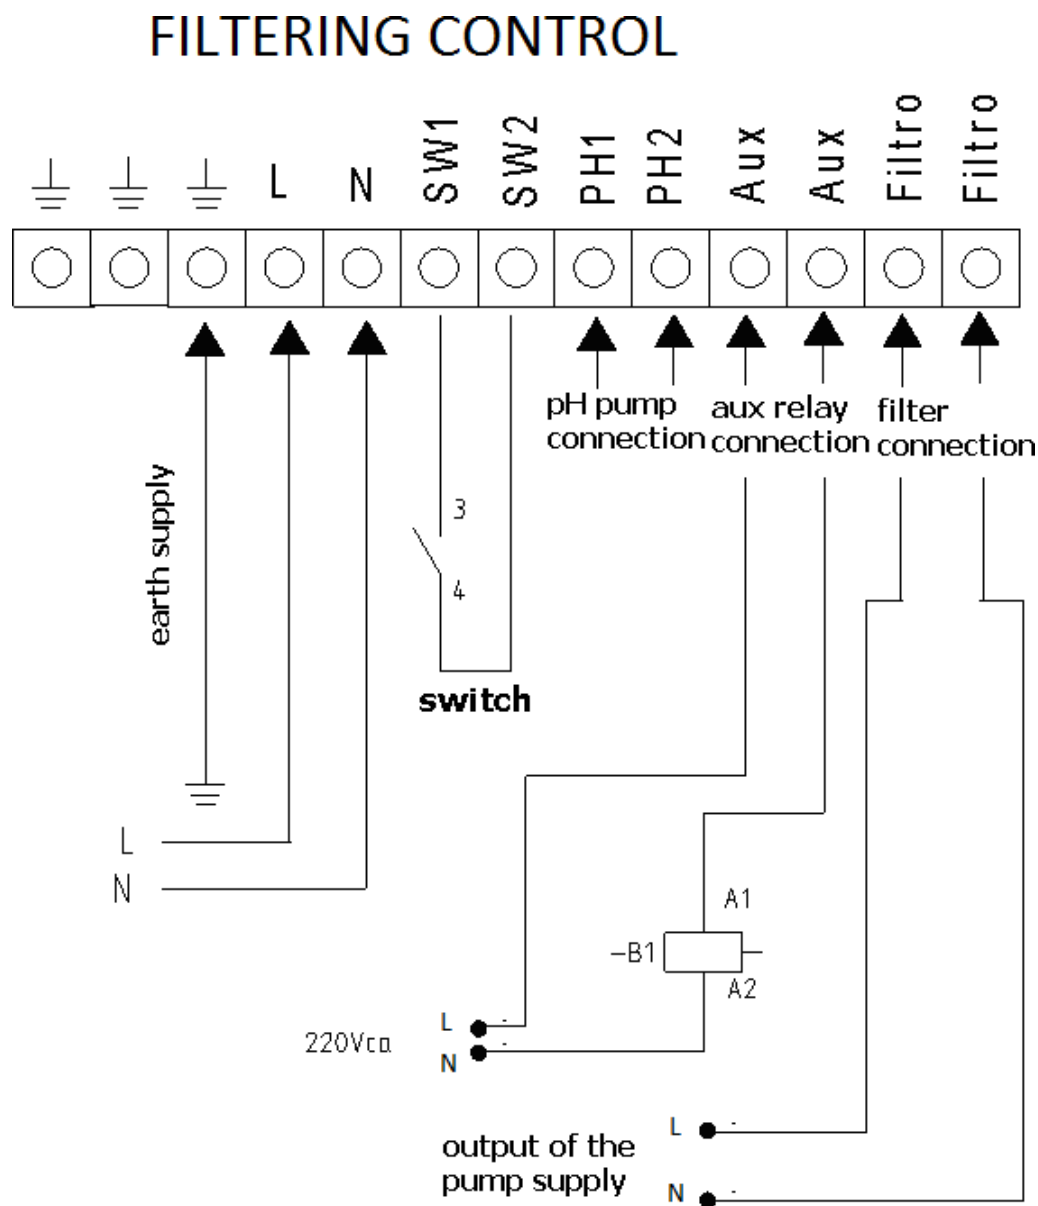 FILTERING CONTROL
L
N
SW1
SW2
PH1
PH2
Aux
Aux
Filtro
Filtro
pH pump
connection
aux relay
connection
filter
connection
earth supply
3
4
switch
L
N
A1
-B1
A2
220Vca
L
N
output of the
pump supply
L
N